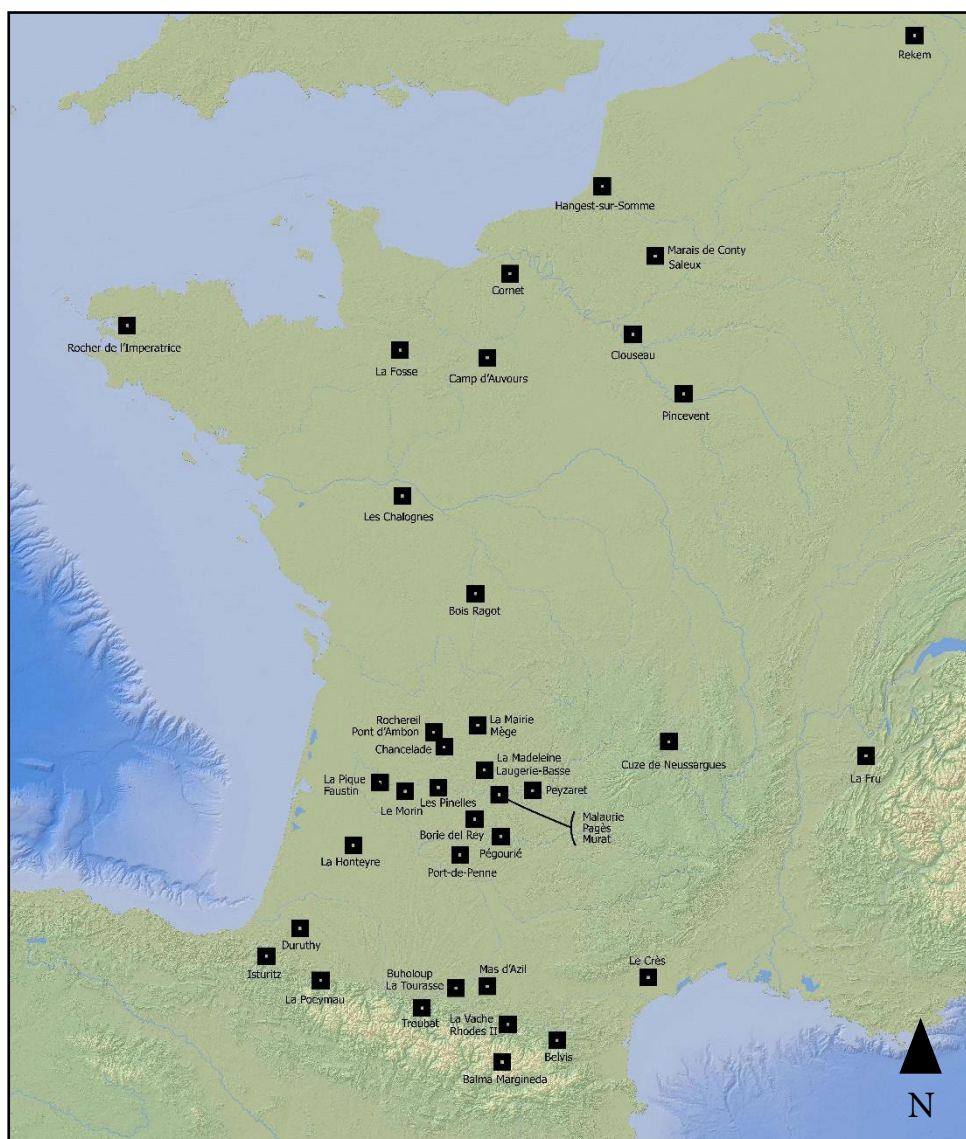 Rekem
Hangest-sur-Somme
Marais de Conty
Saleux
Cornet
Rocher de l'Imperatrice
La Fosse
Camp d'Auvours
Clouseau
Pincevent
Les Chalognes
Bois Ragot
Rochereil
Pont d'Ambon
La Mairie
Mège
Chancelade
La Madeleine
Laugerie-Basse
Cuze de Neussargues
La Fru
La Pique
Faustin
Le Morin
Les Pinelles
Peyzaret
Malaurie
Pagès
Murat
Borie del Rey
Pégourié
La Honteyre
Port-de-Penne
Duruthy
Isturitz
La Poeymau
Buholoup
La Tourasse
Mas d'Azil
Le Crès
Troubat
La Vache
Rhodes II
Belvis
Balma Margineda
N